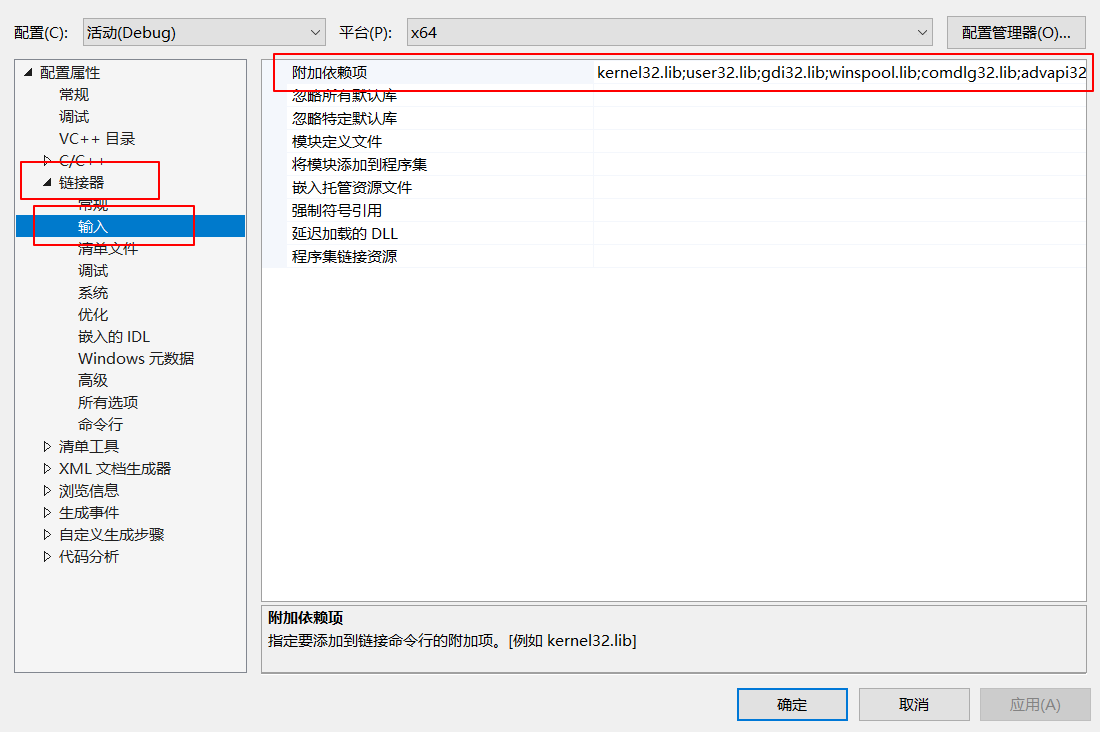 配置(C): 活动(Debug) 平台(P): x64 配置管理器(O)...
配置属性
常规
调试
VC++ 目录
C/C++
链接器
常规
输入
清单文件
调试
系统
优化
嵌入的 IDL
Windows 元数据
高级
所有选项
命令行
清单工具
XML 文档生成器
浏览信息
生成事件
自定义生成步骤
代码分析
附加依赖项 kernel32.lib;user32.lib;gdi32.lib;winspool.lib;comdlg32.lib;advapi32
忽略所有默认库
忽略特定默认库
模块定义文件
将模块添加到程序集
嵌入托管资源文件
强制符号引用
延迟加载的 DLL
程序集链接资源
附加依赖项
指定要添加到链接命令行的附加项。[例如 kernel32.lib]
确定 取消 应用(A)